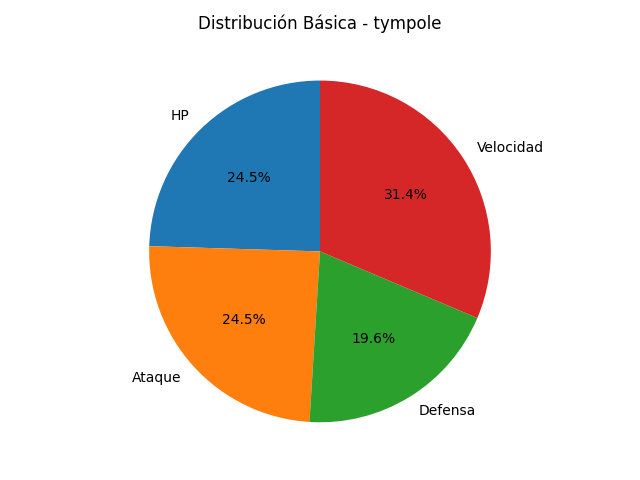 Distribución Básica - tympole
HP
24.5%
Velocidad
31.4%
Ataque
24.5%
Defensa
19.6%